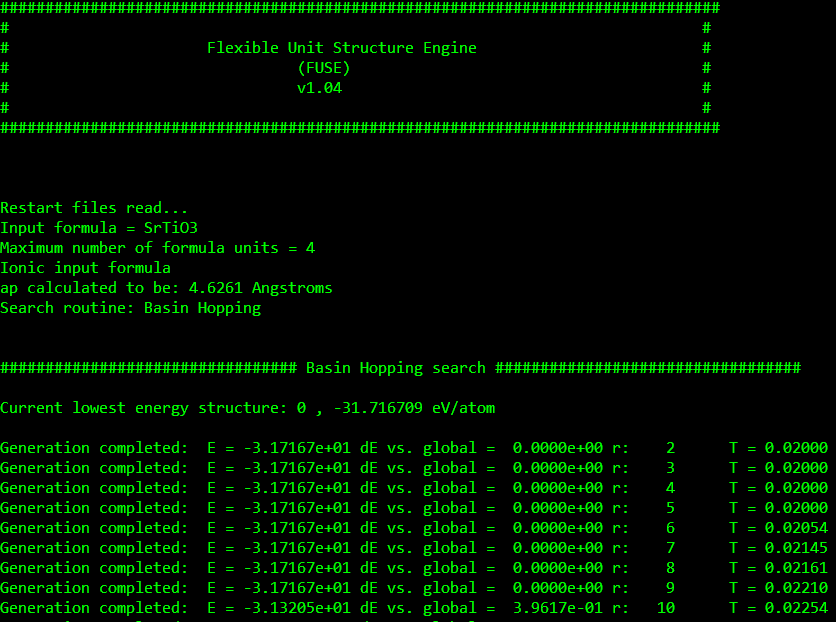 ################################################################################
#                                                                             #
#                      Flexible Unit Structure Engine                         #
#                                (FUSE)                                       #
#                                v1.04                                        #
#                                                                             #
################################################################################
Restart files read...
Input formula = SrTiO3
Maximum number of formula units = 4
Ionic input formula
ap calculated to be: 4.6261 Angstroms
Search routine: Basin Hopping
################################# Basin Hopping search ##################################
Current lowest energy structure: 0 , -31.716709 eV/atom
Generation completed:  E = -3.17167e+01 dE vs. global =  0.0000e+00 r:    2      T = 0.02000
Generation completed:  E = -3.17167e+01 dE vs. global =  0.0000e+00 r:    3      T = 0.02000
Generation completed:  E = -3.17167e+01 dE vs. global =  0.0000e+00 r:    4      T = 0.02000
Generation completed:  E = -3.17167e+01 dE vs. global =  0.0000e+00 r:    5      T = 0.02000
Generation completed:  E = -3.17167e+01 dE vs. global =  0.0000e+00 r:    6      T = 0.02054
Generation completed:  E = -3.17167e+01 dE vs. global =  0.0000e+00 r:    7      T = 0.02145
Generation completed:  E = -3.17167e+01 dE vs. global =  0.0000e+00 r:    8      T = 0.02161
Generation completed:  E = -3.17167e+01 dE vs. global =  0.0000e+00 r:    9      T = 0.02210
Generation completed:  E = -3.13205e+01 dE vs. global =  3.9617e-01 r:   10      T = 0.02254